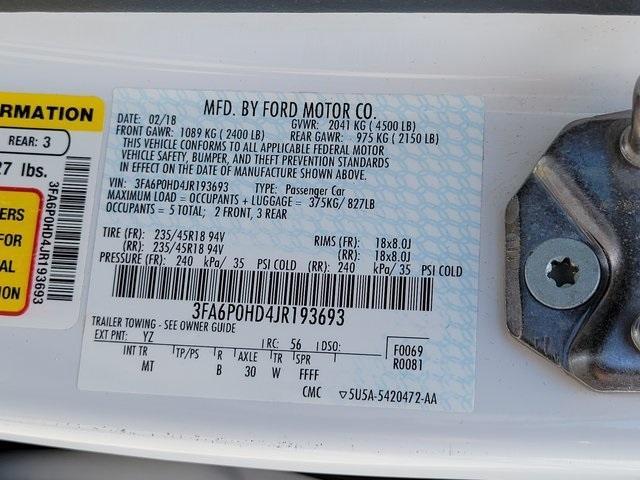 ORMATION
REAR: 3
27 lbs.
ERS
FOR
AL
ION
3FA6P0HD4JR193693
MFD. BY FORD MOTOR CO.
DATE: 02/18 GVWR: 2041 KG ( 4500 LB)
FRONT GAWR: 1089 KG ( 2400 LB) REAR GAWR: 975 KG ( 2150 LB)
THIS VEHICLE CONFORMS TO ALL APPLICABLE FEDERAL MOTOR
VEHICLE SAFETY, BUMPER, AND THEFT PREVENTION STANDARDS
IN EFFECT ON THE DATE OF MANUFACTURE SHOWN ABOVE.
VIN: 3FA6P0HD4JR193693 TYPE: Passenger Car
MAXIMUM LOAD = OCCUPANTS + LUGGAGE = 375KG/ 827LB
OCCUPANTS = 5 TOTAL; 2 FRONT, 3 REAR
TIRE (FR): 235/45R18 94V RIMS (FR): 18x8.0J
(RR): 235/45R18 94V (RR): 18x8.0J
PRESSURE (FR): 240 kPa/ 35 PSI COLD (RR): 240 kPa/ 35 PSI COLD
3FA6P0HD4JR193693
TRAILER TOWING - SEE OWNER GUIDE
EXT PNT: YZ RC: 56 DSO: F0069
INT TR TP/PS R AXLE TR SPR R0081
MT B 30 W FFFF
CMC ▽5U5A-5420472-AA